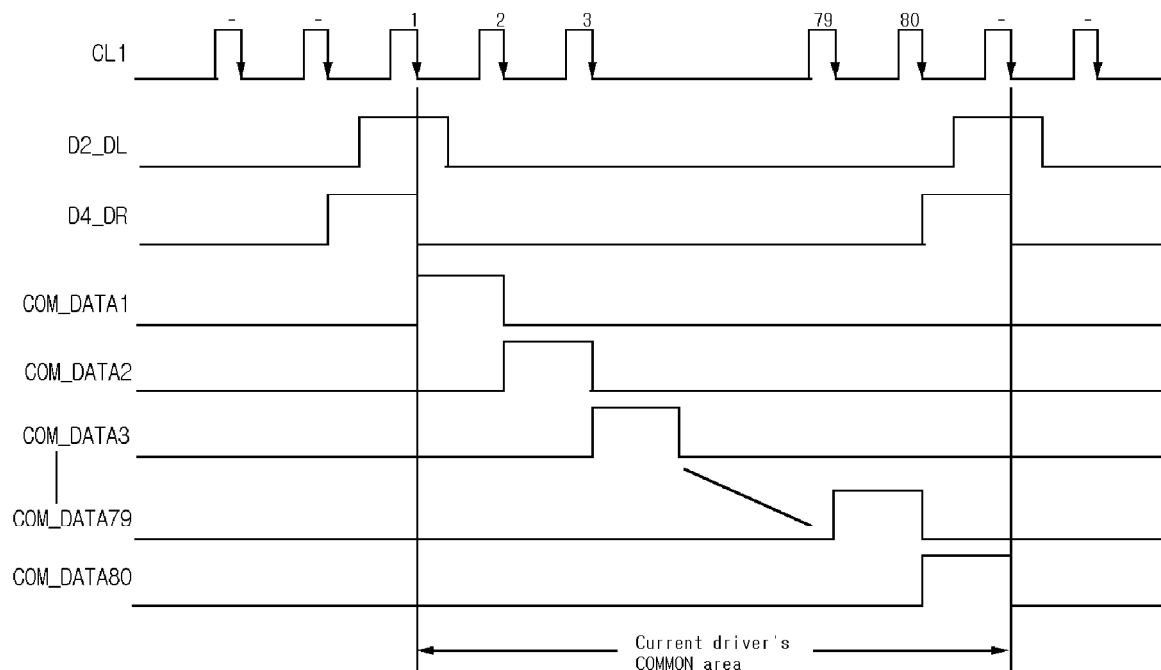 - - 1 2 3 79 80 - -
CL1
D2_DL
D4_DR
COM_DATA1
COM_DATA2
COM_DATA3
COM_DATA79
COM_DATA80
Current driver's
COMMON area